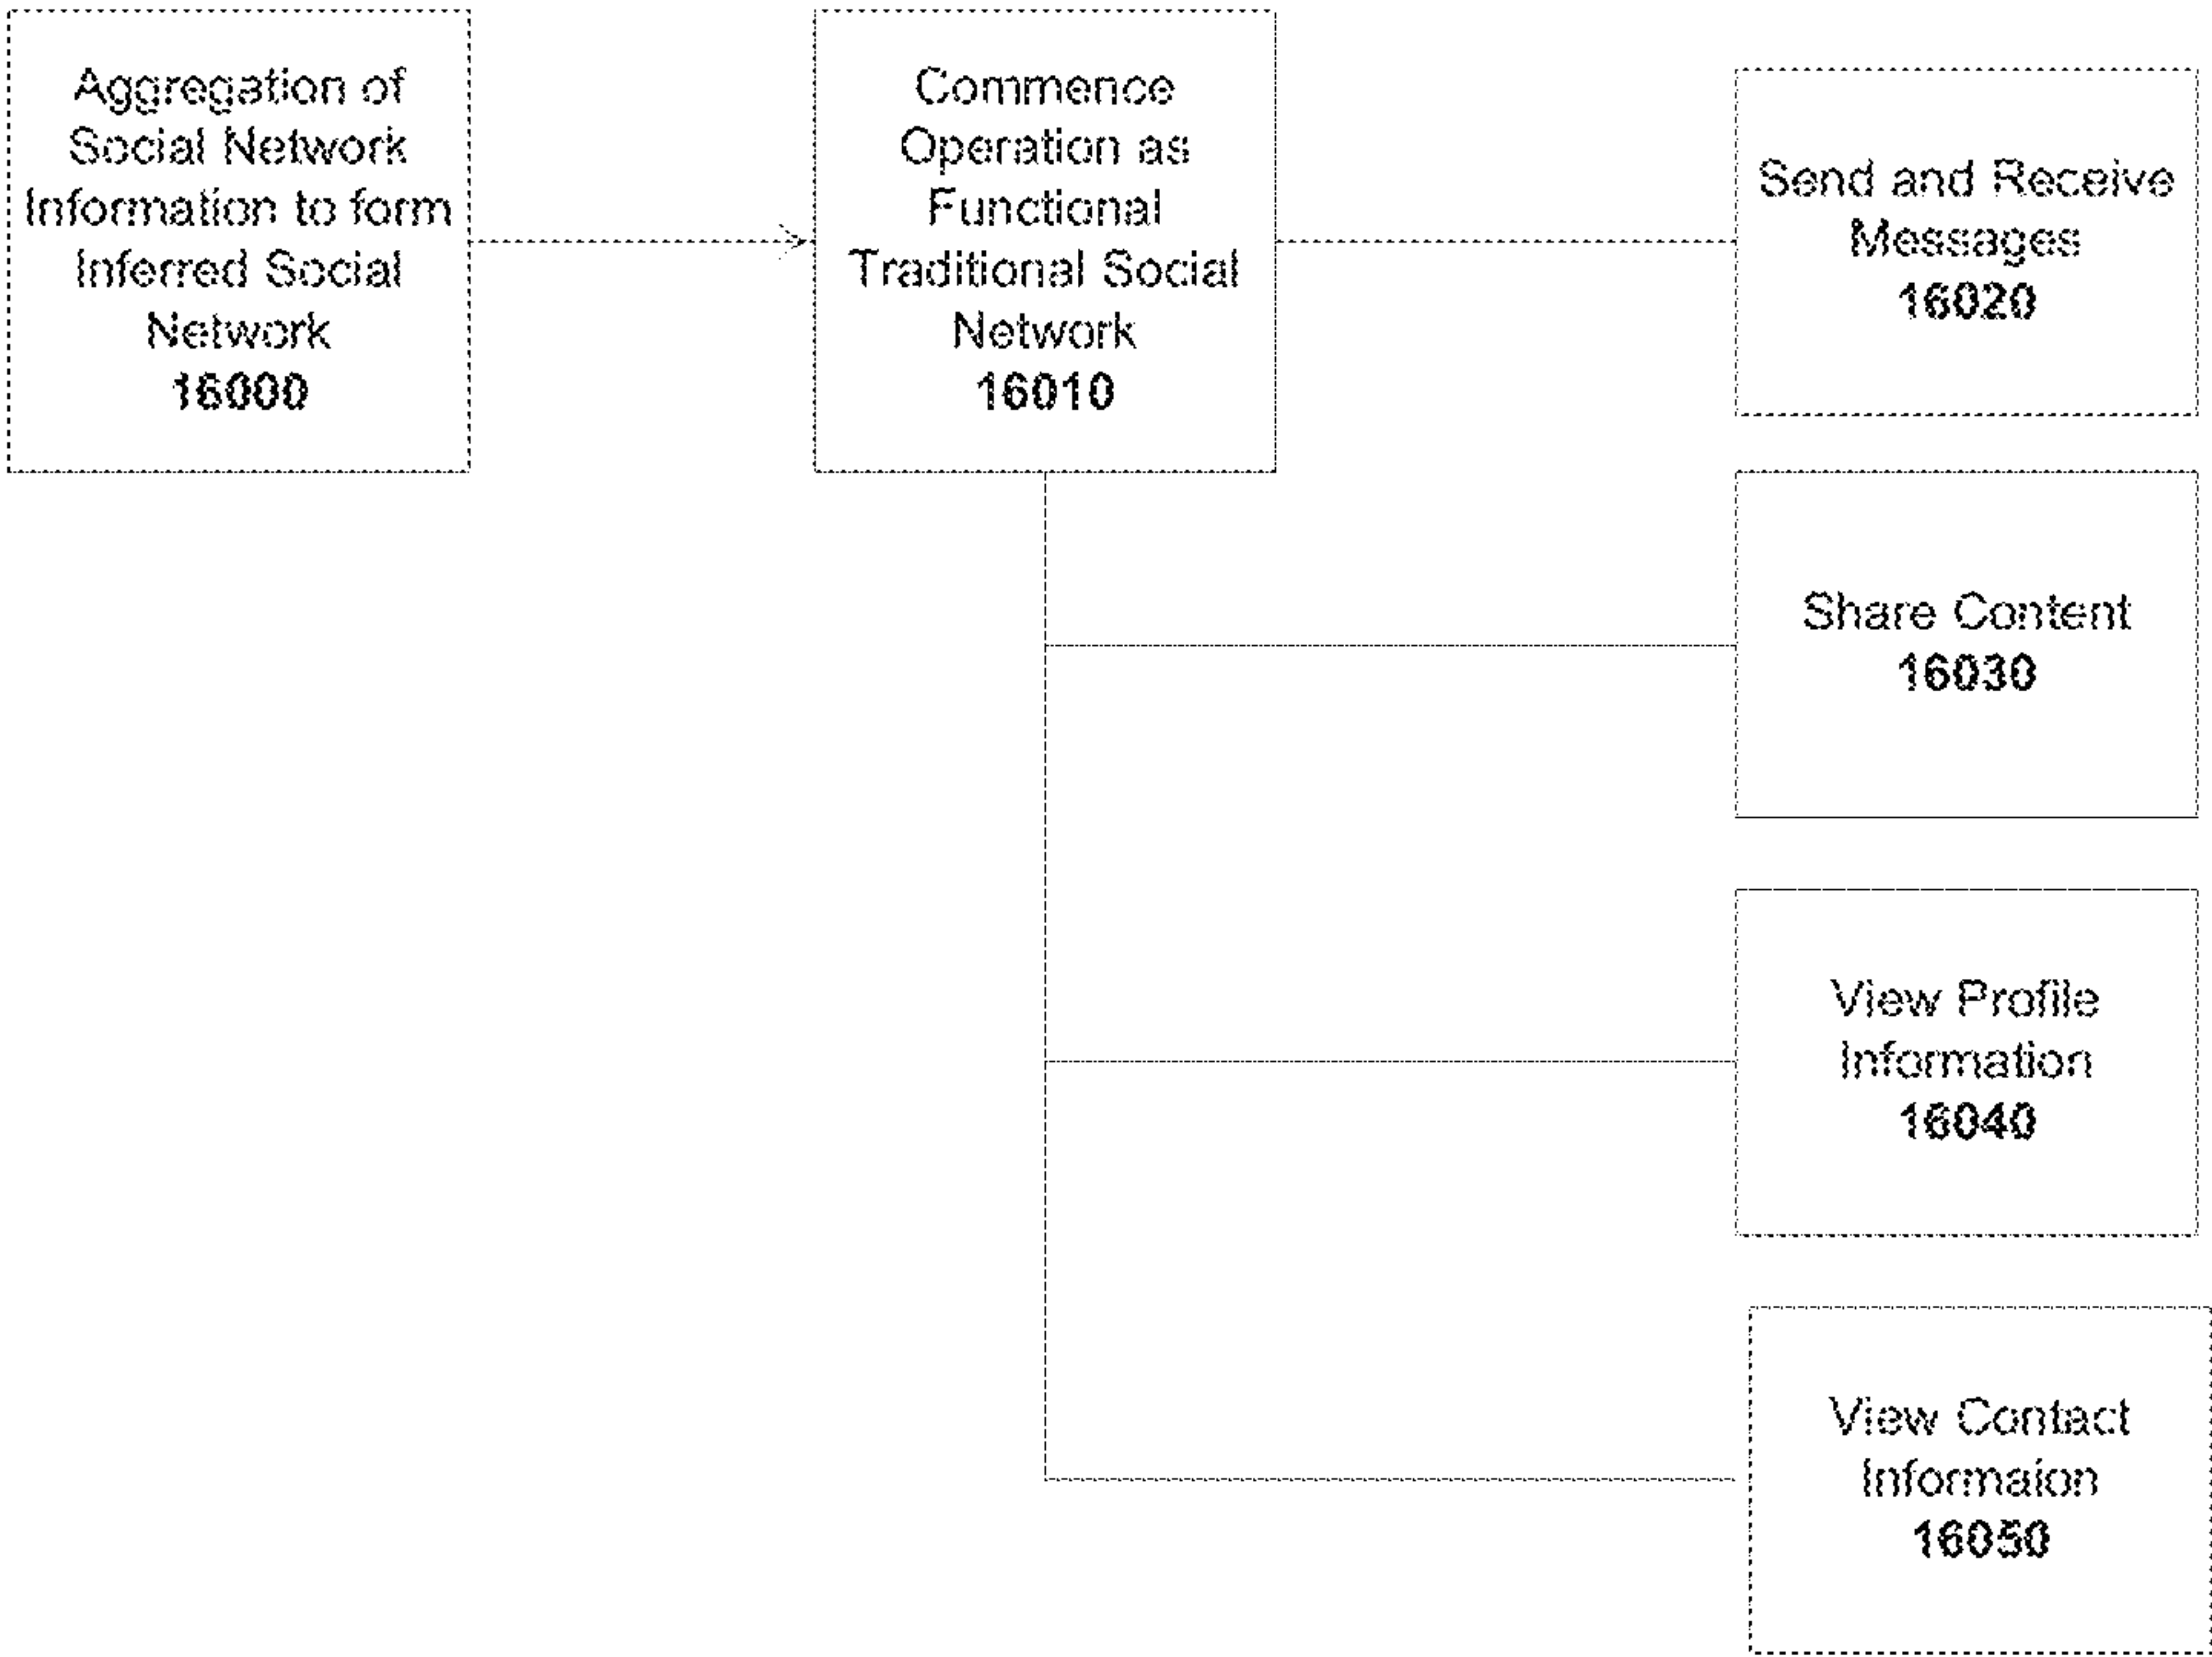 Aggregation of
Social Network
Information to form
Inferred Social
Network
16000
Commence
Operation as
Functional
Traditional Social
Network
16010
Send and Receive
Messages
16020
Share Content
16030
View Profile
Information
16040
View Contact
Informaion
16050